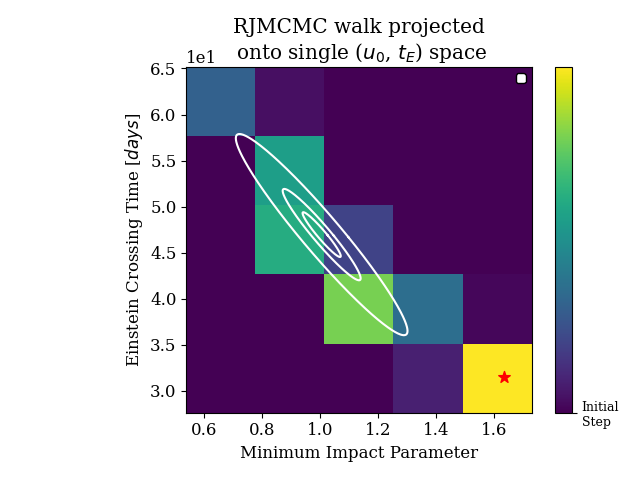 RJMCMC walk projected
onto single (u₀, t_E) space
1e1
6.5
6.0
5.5
5.0
4.5
4.0
3.5
3.0
Einstein Crossing Time [days]
0.6 0.8 1.0 1.2 1.4 1.6
Minimum Impact Parameter
Initial
Step